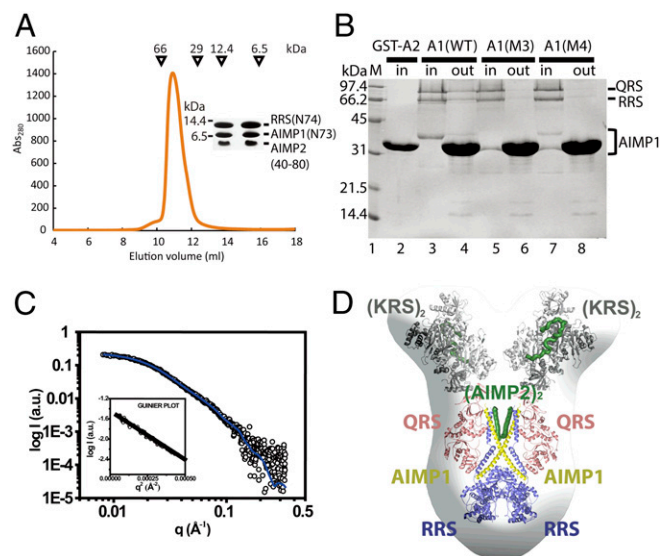 A
66 29 12.4 6.5 kDa
1600
1400
1200
1000
800
600
400
200
0
Abs280
4 6 8 10 12 14 16 18
Elution volume (ml)
kDa
14.4
6.5
RRS(N74)
AIMP1(N73)
AIMP2
(40-80)
B
GST-A2 A1(WT) A1(M3) A1(M4)
kDa M in in out in out in out
97.4
66.2
45
31
21.5
14.4
QRS
RRS
AIMP1
1 2 3 4 5 6 7 8
C
1
0.1
0.01
1E-3
1E-4
1E-5
log I (a.u.)
0.01 0.1 0.5
q (Å-1)
GUINIER PLOT
-1.6
-2.0
-2.4
log I (a.u.)
0.00000 0.00025 0.00050
q2 (Å-2)
D
(KRS)2 (KRS)2
(AIMP2)2
QRS QRS
AIMP1 AIMP1
RRS RRS